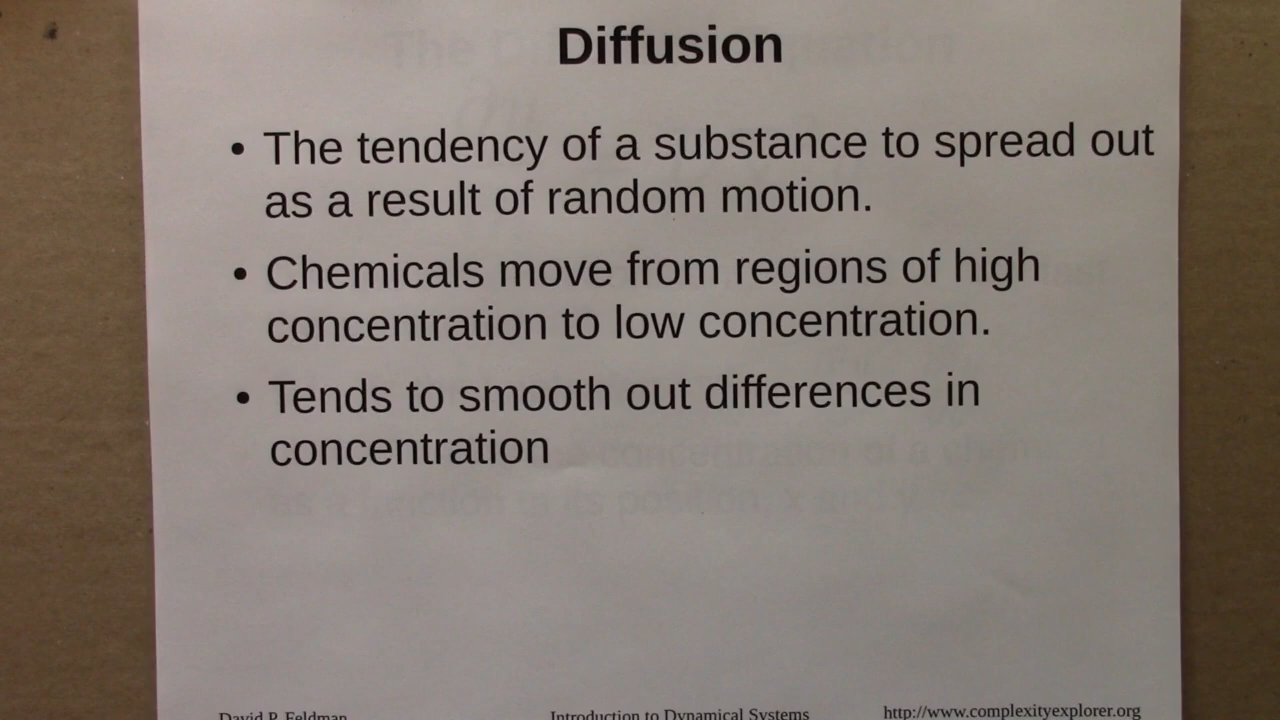 Diffusion
• The tendency of a substance to spread out
as a result of random motion.
• Chemicals move from regions of high
concentration to low concentration.
• Tends to smooth out differences in
concentration
David P. Feldman
Introduction to Dynamical Systems
http://www.complexityexplorer.org